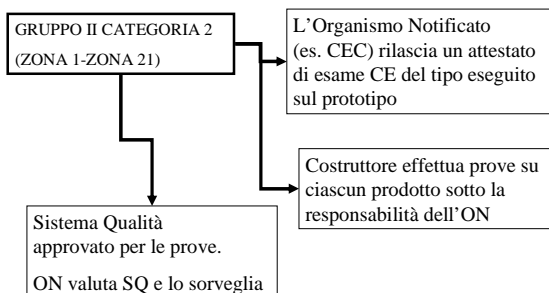 GRUPPO II CATEGORIA 2
(ZONA 1-ZONA 21)
L'Organismo Notificato
(es. CEC) rilascia un attestato
di esame CE del tipo eseguito
sul prototipo
Costruttore effettua prove su
ciascun prodotto sotto la
responsabilità dell'ON
Sistema Qualità
approvato per le prove.
ON valuta SQ e lo sorveglia